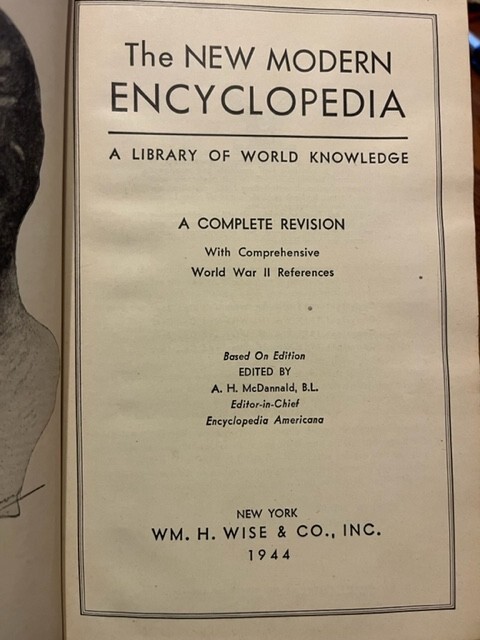 The NEW MODERN
ENCYCLOPEDIA
A LIBRARY OF WORLD KNOWLEDGE
A COMPLETE REVISION
With Comprehensive
World War II References
Based On Edition
EDITED BY
A. H. McDannald, B.L.
Editor-in-Chief
Encyclopedia Americana
NEW YORK
WM. H. WISE & CO., INC.
1944